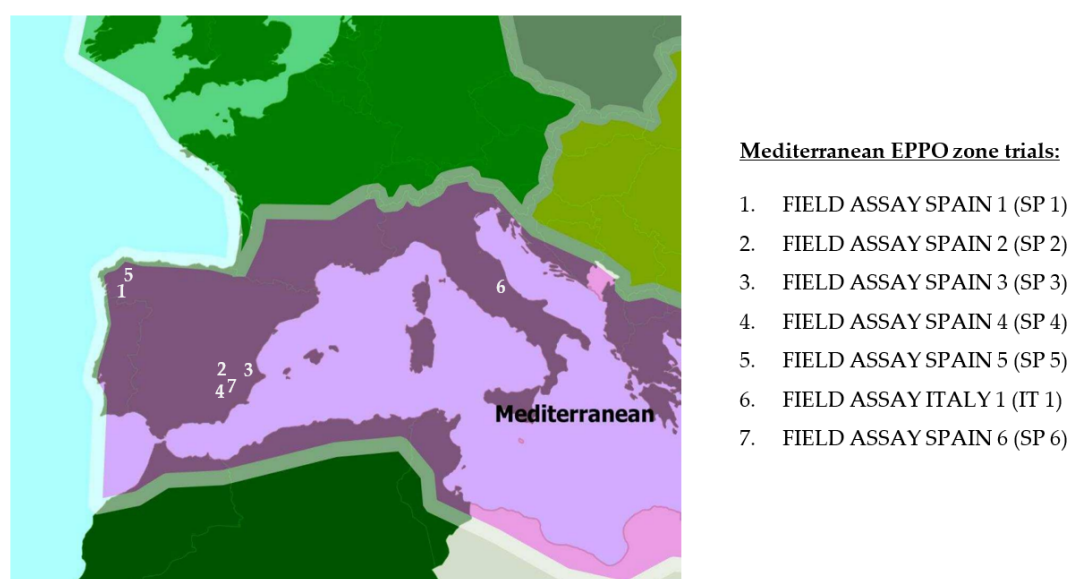 5
1
6
2 3
7
4
Mediterranean
Mediterranean EPPO zone trials:
1. FIELD ASSAY SPAIN 1 (SP 1)
2. FIELD ASSAY SPAIN 2 (SP 2)
3. FIELD ASSAY SPAIN 3 (SP 3)
4. FIELD ASSAY SPAIN 4 (SP 4)
5. FIELD ASSAY SPAIN 5 (SP 5)
6. FIELD ASSAY ITALY 1 (IT 1)
7. FIELD ASSAY SPAIN 6 (SP 6)